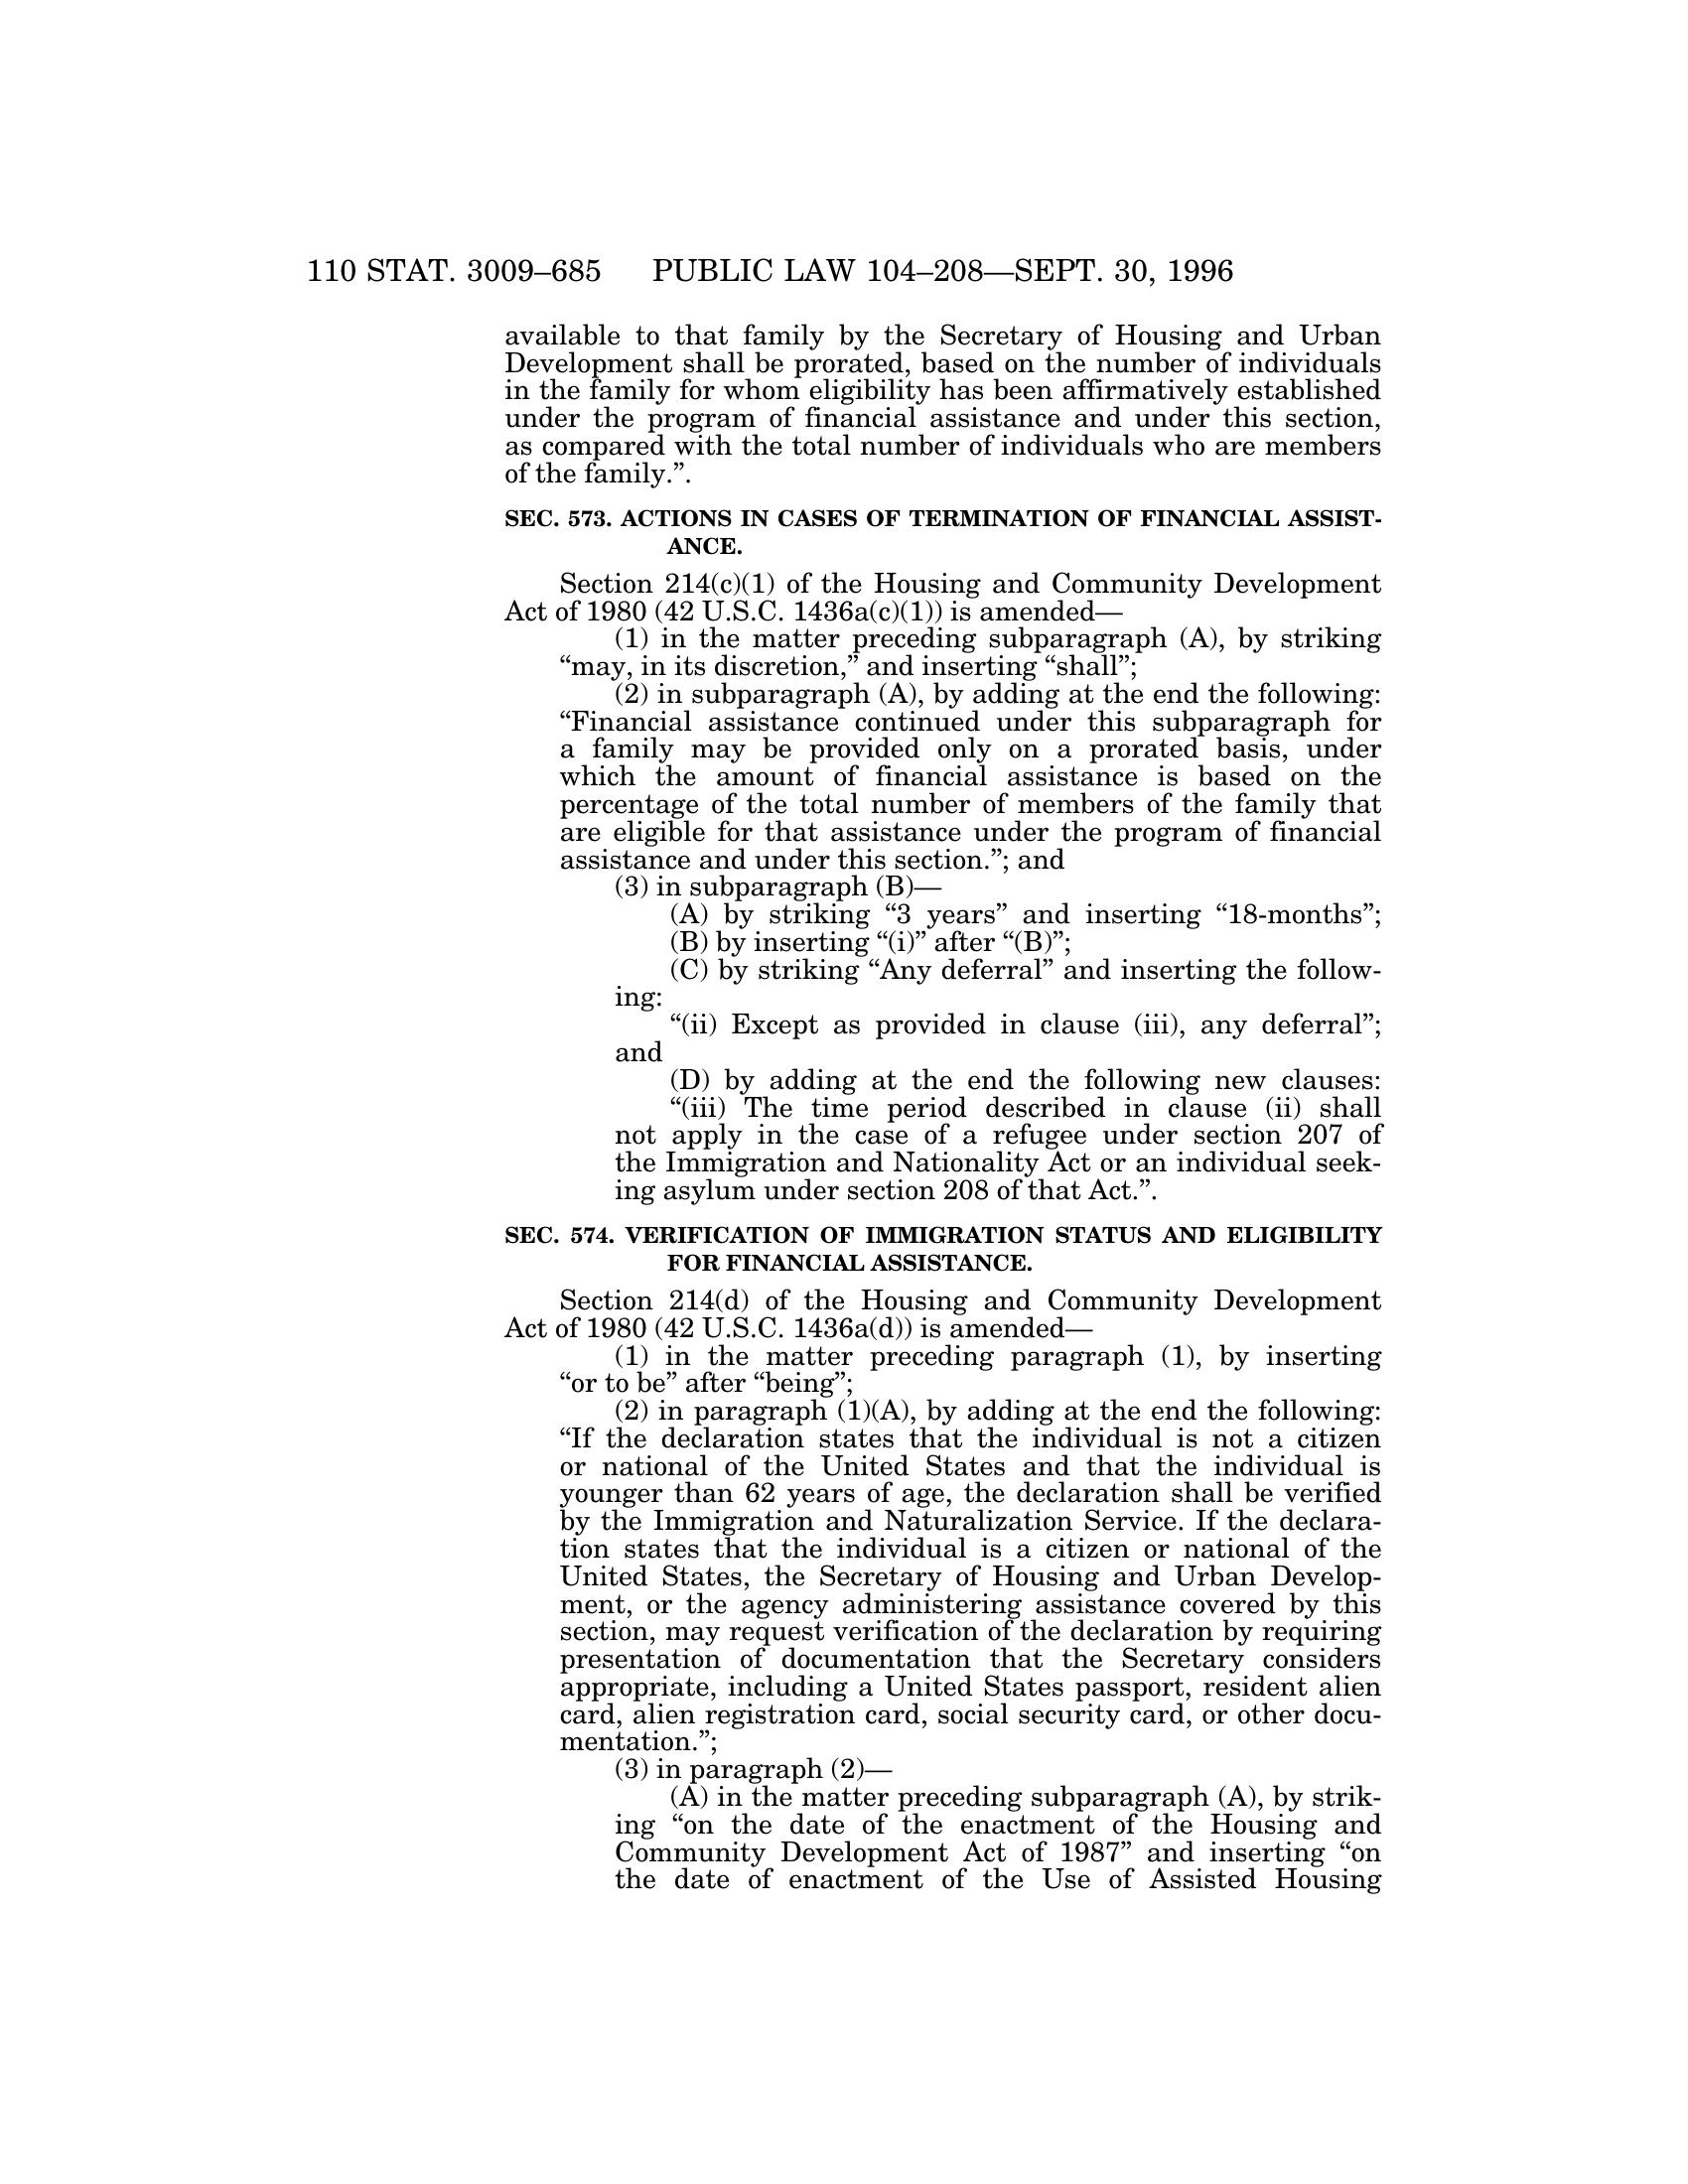 110 STAT. 3009–685 PUBLIC LAW 104–208—SEPT. 30, 1996
available to that family by the Secretary of Housing and Urban
Development shall be prorated, based on the number of individuals
in the family for whom eligibility has been affirmatively established
under the program of financial assistance and under this section,
as compared with the total number of individuals who are members
of the family.”.
SEC. 573. ACTIONS IN CASES OF TERMINATION OF FINANCIAL ASSIST-
ANCE.
Section 214(c)(1) of the Housing and Community Development
Act of 1980 (42 U.S.C. 1436a(c)(1)) is amended—
(1) in the matter preceding subparagraph (A), by striking
“may, in its discretion,” and inserting “shall”;
(2) in subparagraph (A), by adding at the end the following:
“Financial assistance continued under this subparagraph for
a family may be provided only on a prorated basis, under
which the amount of financial assistance is based on the
percentage of the total number of members of the family that
are eligible for that assistance under the program of financial
assistance and under this section.”; and
(3) in subparagraph (B)—
(A) by striking “3 years” and inserting “18-months”;
(B) by inserting “(i)” after “(B)”;
(C) by striking “Any deferral” and inserting the follow-
ing:
“(ii) Except as provided in clause (iii), any deferral”;
and
(D) by adding at the end the following new clauses:
“(iii) The time period described in clause (ii) shall
not apply in the case of a refugee under section 207 of
the Immigration and Nationality Act or an individual seek-
ing asylum under section 208 of that Act.”.
SEC. 574. VERIFICATION OF IMMIGRATION STATUS AND ELIGIBILITY
FOR FINANCIAL ASSISTANCE.
Section 214(d) of the Housing and Community Development
Act of 1980 (42 U.S.C. 1436a(d)) is amended—
(1) in the matter preceding paragraph (1), by inserting
“or to be” after “being”;
(2) in paragraph (1)(A), by adding at the end the following:
“If the declaration states that the individual is not a citizen
or national of the United States and that the individual is
younger than 62 years of age, the declaration shall be verified
by the Immigration and Naturalization Service. If the declara-
tion states that the individual is a citizen or national of the
United States, the Secretary of Housing and Urban Develop-
ment, or the agency administering assistance covered by this
section, may request verification of the declaration by requiring
presentation of documentation that the Secretary considers
appropriate, including a United States passport, resident alien
card, alien registration card, social security card, or other docu-
mentation.”;
(3) in paragraph (2)—
(A) in the matter preceding subparagraph (A), by strik-
ing “on the date of the enactment of the Housing and
Community Development Act of 1987” and inserting “on
the date of enactment of the Use of Assisted Housing